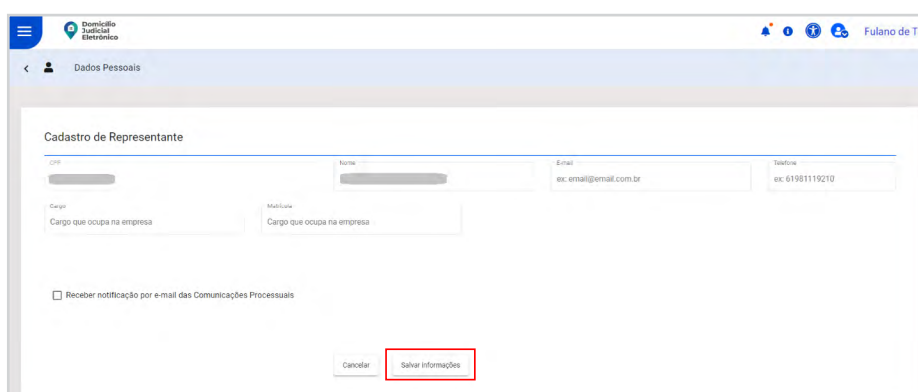 Domicílio
Judicial
Eletrônico
Fulano de T
Dados Pessoais
Cadastro de Representante
CPF
Nome
E-mail
Telefone
ex: email@email.com.br
ex: 61981119210
Cargo
Matrícula
Cargo que ocupa na empresa
Cargo que ocupa na empresa
Receber notificação por e-mail das Comunicações Processuais
Cancelar
Salvar Informações